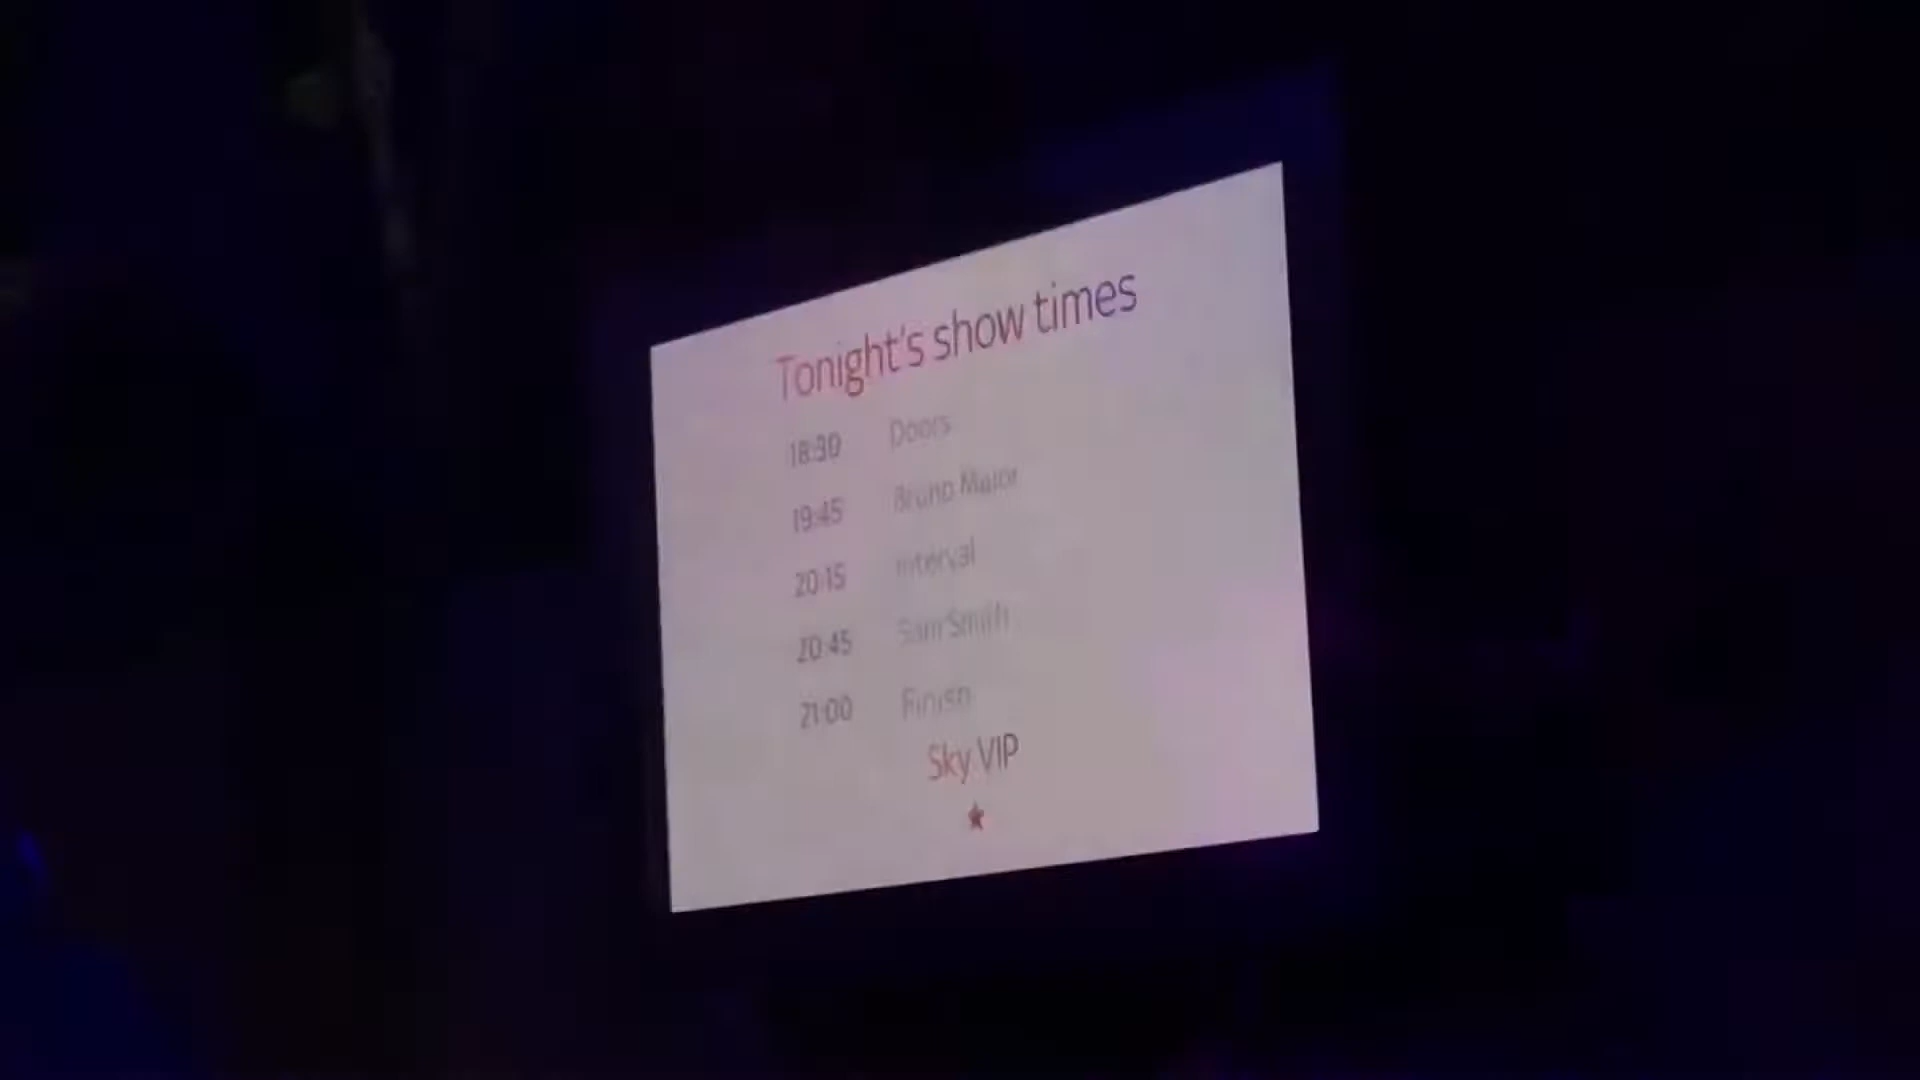 Tonight's show times
18:30 Doors
19:45 Bruno Major
20:15 Interval
20:45 Sam Smith
21:00 Finish
Sky VIP